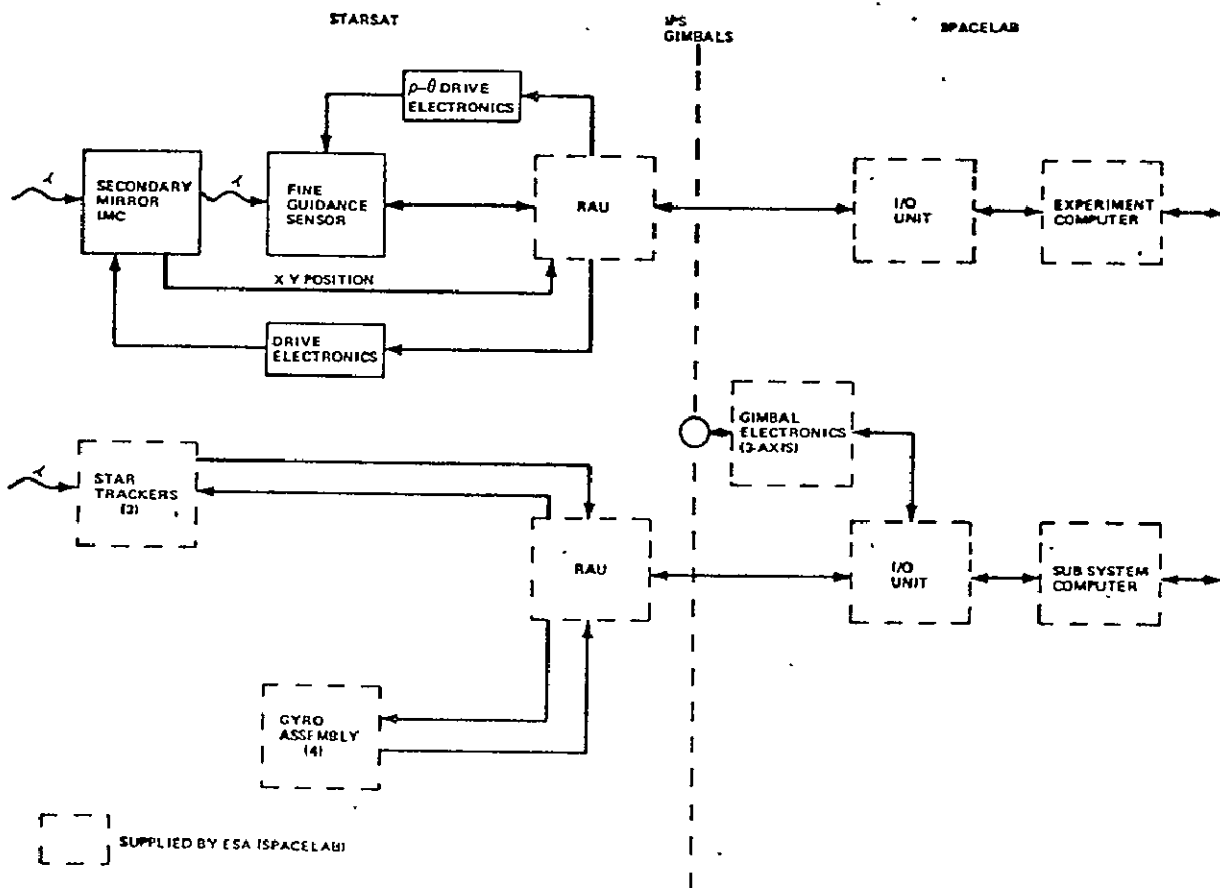 STARSAT
IPS
GIMBALS
SPACELAB
ρ–θ DRIVE
ELECTRONICS
SECONDARY
MIRROR
IMC
FINE
GUIDANCE
SENSOR
RAU
I/O
UNIT
EXPERIMENT
COMPUTER
X Y POSITION
DRIVE
ELECTRONICS
GIMBAL
ELECTRONICS
(3-AXIS)
STAR
TRACKERS
(3)
RAU
I/O
UNIT
SUB SYSTEM
COMPUTER
GYRO
ASSEMBLY
(4)
SUPPLIED BY ESA (SPACELAB)